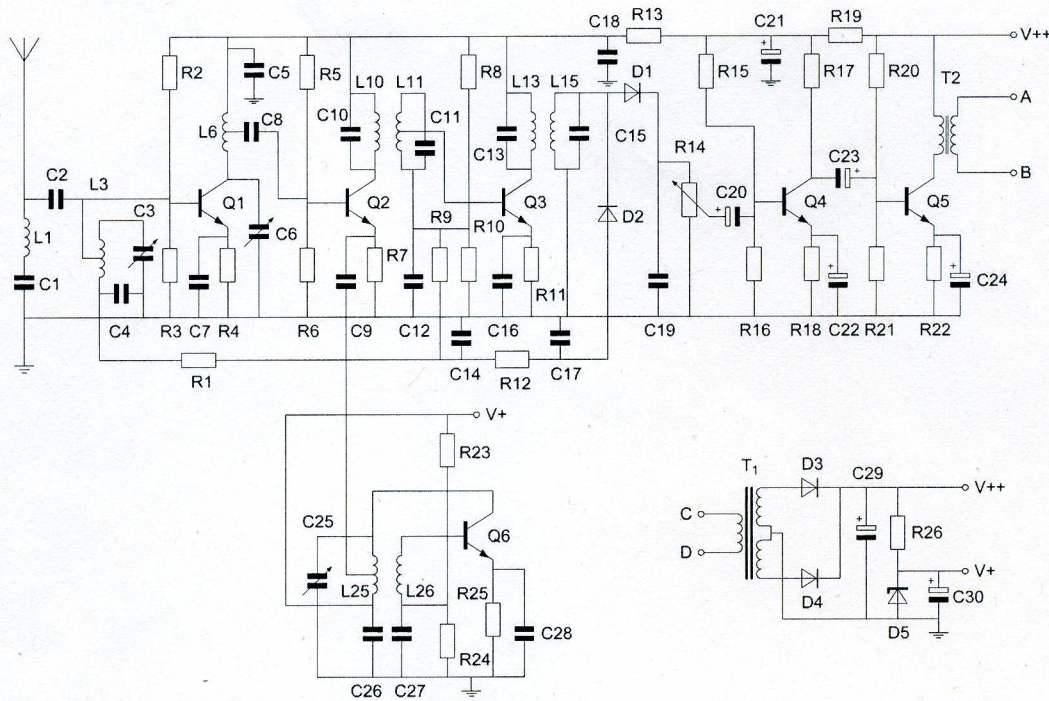 C18 R13 C21 R19
V++
R2 C5 R5 L10 L11 R8 L13 L15 D1 R15 R17 R20 T2
A
L6 C8 C10 C11 C13 C15
R14 C23
C2 L3 B
C3 Q1 Q2 Q3 C20 Q4 Q5
L1 C6 R9 R10 D2
C1 R7 R11 C24
C4 R3 C7 R4 R6 C9 C12 C16 C19 R16 R18 C22 R21 R22
R1 C14 R12 C17
V+
R23
T1 D3 C29
V++
C25 Q6 C R26
D
L25 L26 R25 V+
D4 C30
C28 D5
R24
C26 C27